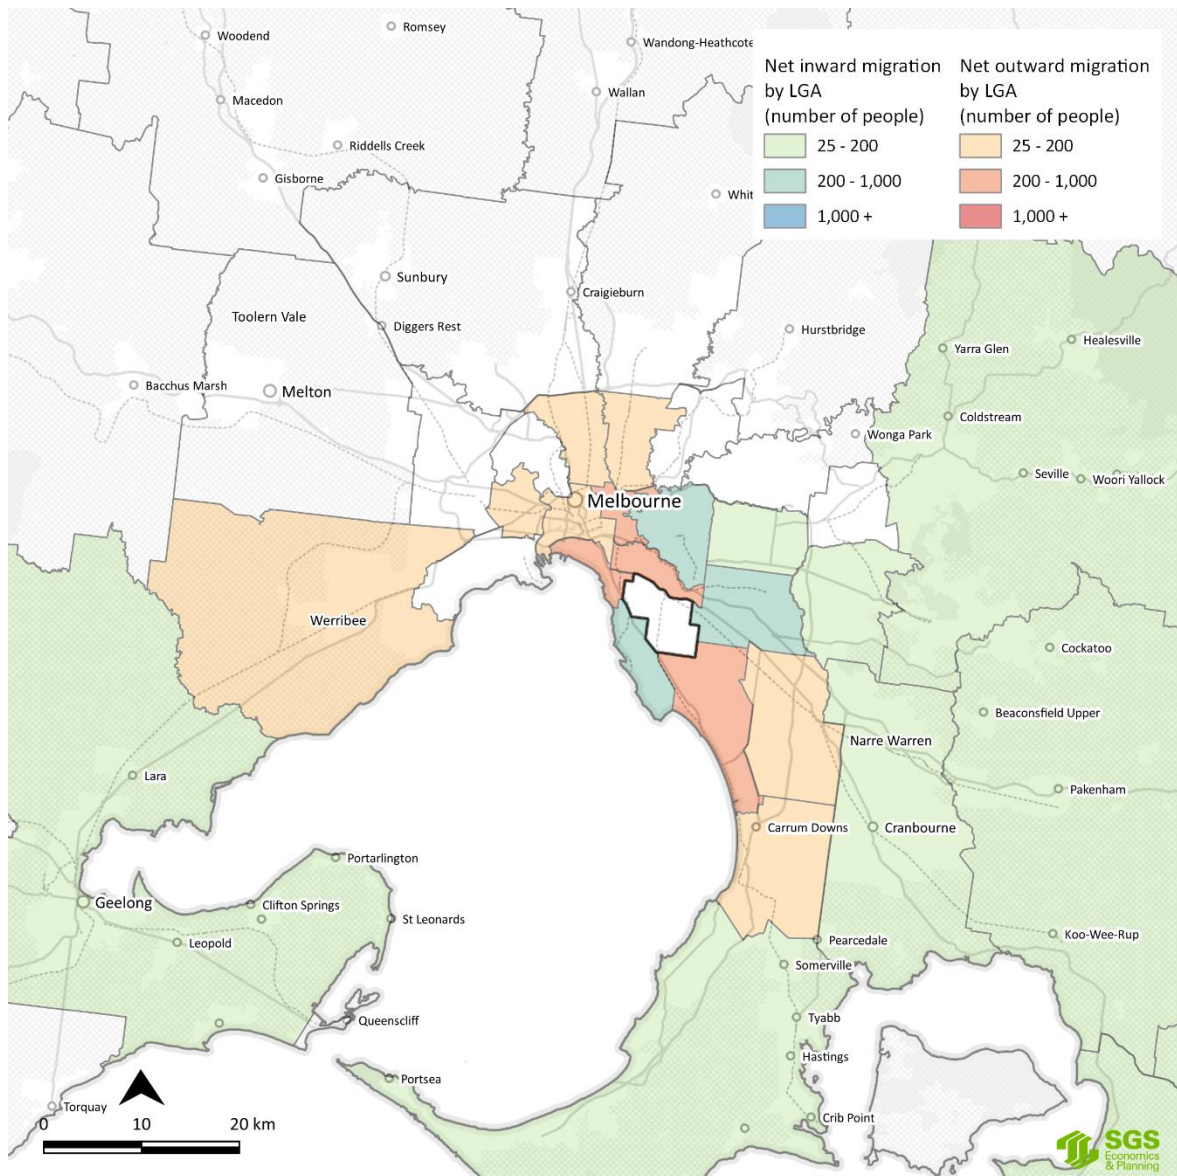 Romsey
Woodend
Wandong-Heathcote
Net inward migration
by LGA
(number of people)
25 - 200
200 - 1,000
1,000 +
Net outward migration
by LGA
(number of people)
25 - 200
200 - 1,000
1,000 +
Macedon
Wallan
Riddells Creek
Gisborne
Whit
Sunbury
Craigieburn
Toolern Vale
Diggers Rest
Hurstbridge
Healesville
Yarra Glen
Bacchus Marsh
Melton
Coldstream
Wonga Park
Seville
Woori Yallock
Melbourne
Werribee
Cockatoo
Beaconsfield Upper
Narre Warren
Lara
Pakenham
Carrum Downs
Cranbourne
Portarlington
Geelong
Clifton Springs
St Leonards
Leopold
Koo-Wee-Rup
Pearcedale
Somerville
Queenscliff
Tyabb
Hastings
Portsea
Torquay
Crib Point
0 10 20 km
SGS
Economics
& Planning